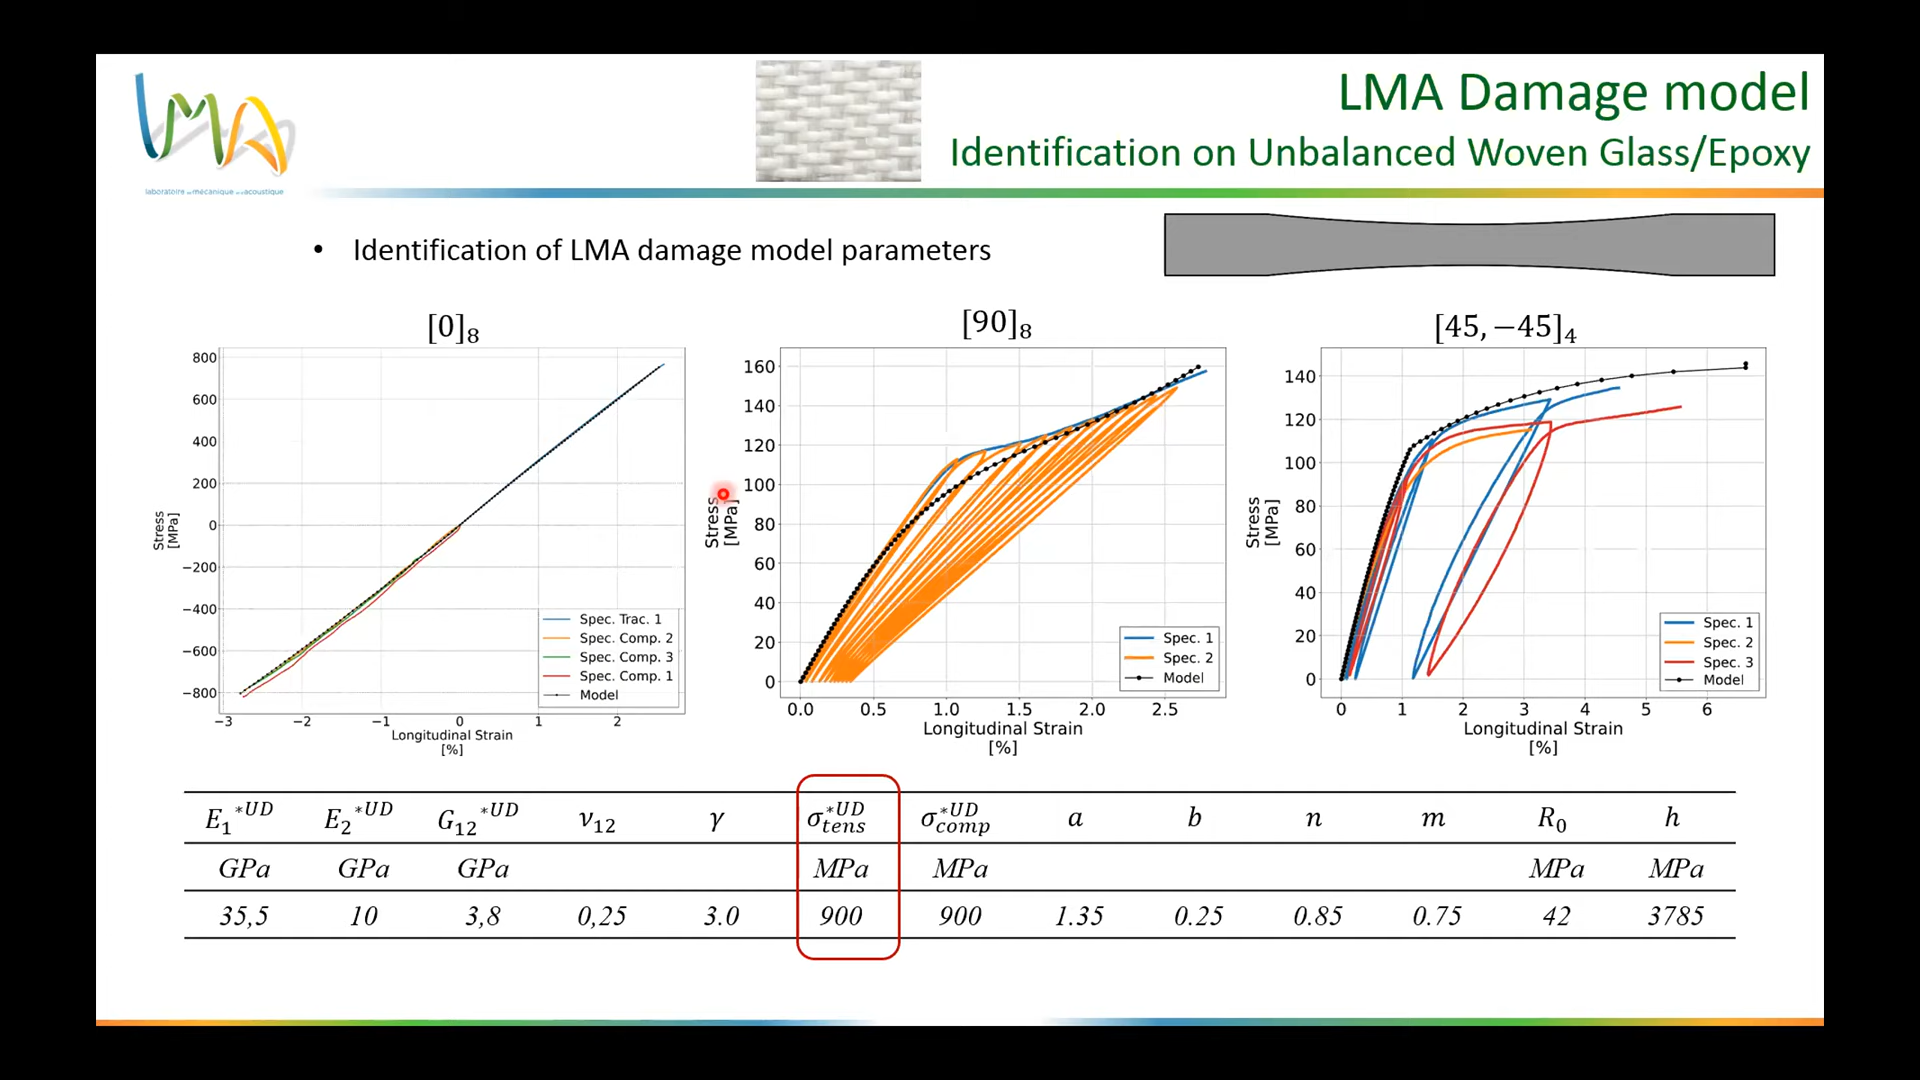 LMA
laboratoire de mécanique et d'acoustique
LMA Damage model
Identification on Unbalanced Woven Glass/Epoxy
• Identification of LMA damage model parameters
[0]₈
800
600
400
200
0
−200
−400
−600
−800
Stress
[MPa]
−3 −2 −1 0 1 2
Longitudinal Strain
[%]
Spec. Trac. 1
Spec. Comp. 2
Spec. Comp. 3
Spec. Comp. 1
Model
[90]₈
160
140
120
100
80
60
40
20
0
Stress
[MPa]
0.0 0.5 1.0 1.5 2.0 2.5
Longitudinal Strain
[%]
Spec. 1
Spec. 2
Model
[45, −45]₄
140
120
100
80
60
40
20
0
Stress
[MPa]
0 1 2 3 4 5 6
Longitudinal Strain
[%]
Spec. 1
Spec. 2
Spec. 3
Model
E₁*ᵁᴰ E₂*ᵁᴰ G₁₂*ᵁᴰ ν₁₂ γ σ*ᵁᴰtens σ*ᵁᴰcomp a b n m R₀ h
GPa GPa GPa MPa MPa MPa MPa
35,5 10 3,8 0,25 3.0 900 900 1.35 0.25 0.85 0.75 42 3785